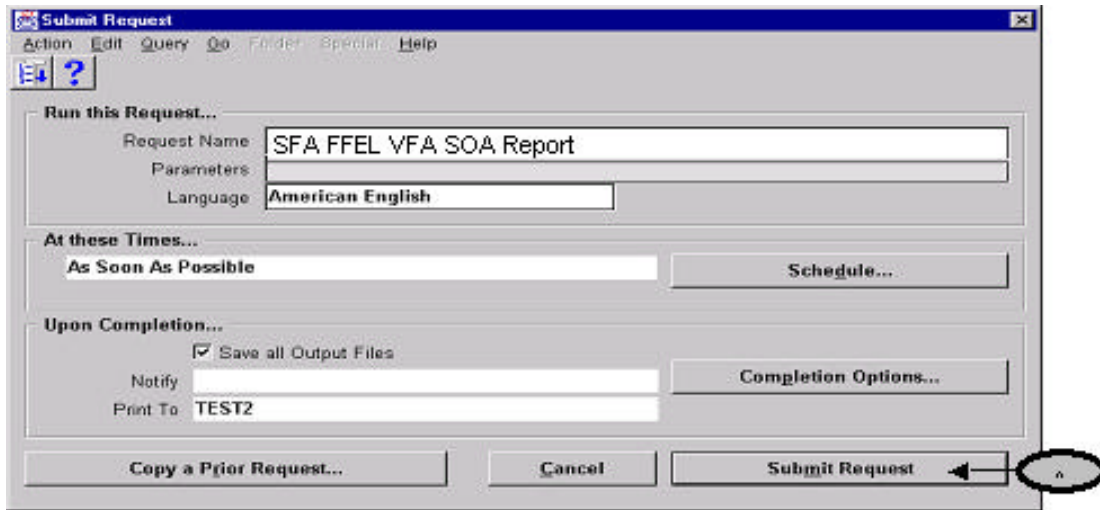 Submit Request
Action Edit Query Go Folder Special Help
Run this Request...
Request Name SFA FFEL VFA SOA Report
Parameters
Language American English
At these Times...
As Soon As Possible Schedule...
Upon Completion...
Save all Output Files
Notify Completion Options...
Print To TEST2
Copy a Prior Request... Cancel Submit Request